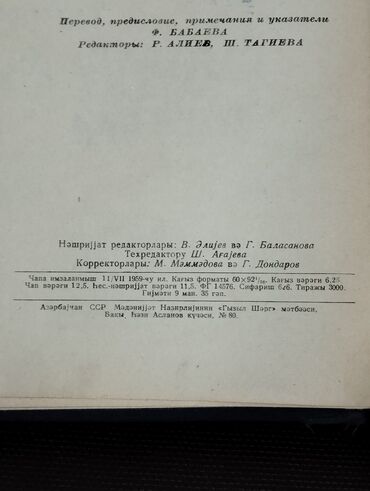 Перевод, предисловие, примечания и указатели
Ф. БАБАЕВА
Редакторы: Р. АЛИЕВ, Ш. ТАГИЕВА
Нәшријјат редакторлары: В. Әлијев вә Г. Баласанова
Техредактору Ш. Ағајева
Корректорлары: М. Мәммәдова вә Г. Дондаров
Чапа имзаланмыш 11/VII 1959-чу ил. Кағыз форматы 60×92¹/₁₆. Кағыз вәрәги 6,25.
Чап вәрәги 12,5. Һес.-нәшријјат вәрәги 11,5. ФГ 14576. Сифариш 626. Тиражы 3000.
Гијмәти 9 ман. 35 гәп.
Азәрбајҹан ССР Мәдәнијјәт Назирлијинин «Гызыл Шәрг» мәтбәәси,
Бакы, Һәзи Асланов күчәси, № 80.